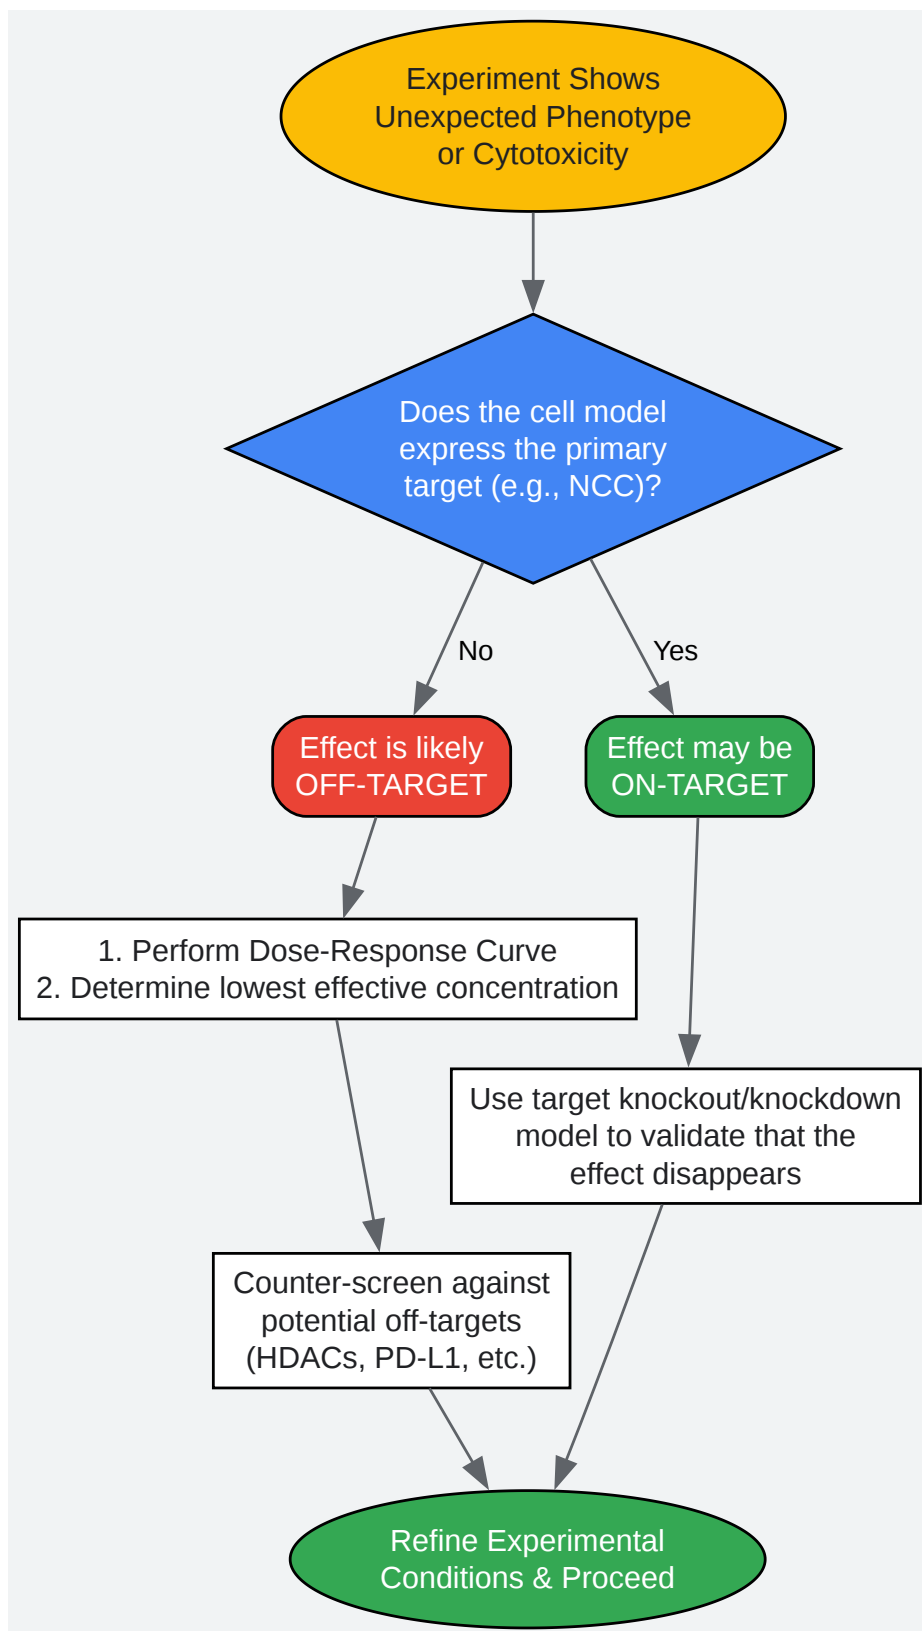 Experiment Shows
Unexpected Phenotype
or Cytotoxicity
Does the cell model
express the primary
target (e.g., NCC)?
No
Yes
Effect is likely
OFF-TARGET
Effect may be
ON-TARGET
1. Perform Dose-Response Curve
2. Determine lowest effective concentration
Use target knockout/knockdown
model to validate that the
effect disappears
Counter-screen against
potential off-targets
(HDACs, PD-L1, etc.)
Refine Experimental
Conditions & Proceed